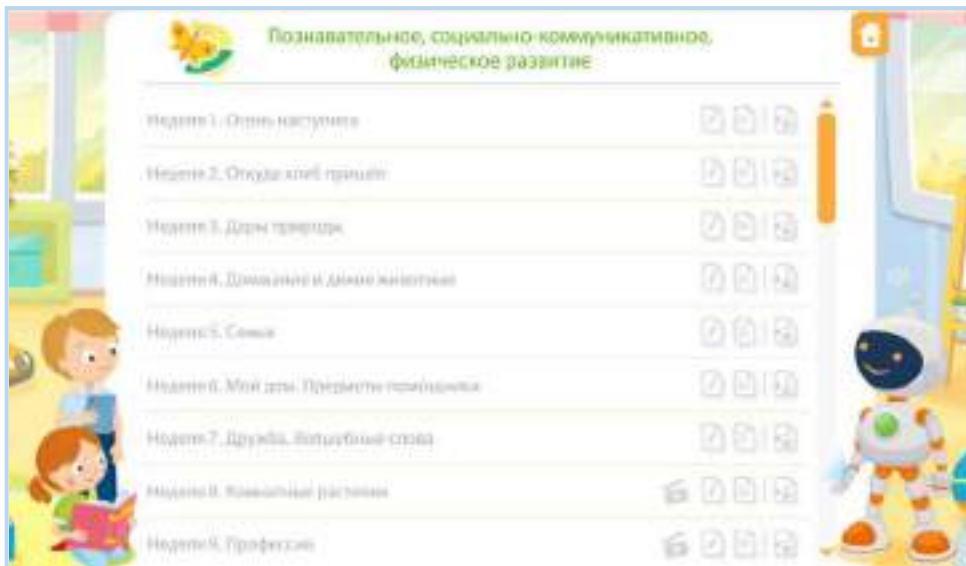 Познавательное, социально-коммуникативное,
физическое развитие
Неделя 1. Осень наступила
Неделя 2. Откуда хлеб пришёл
Неделя 3. Дары природы
Неделя 4. Домашние и дикие животные
Неделя 5. Семья
Неделя 6. Мой дом. Предметы-помощники
Неделя 7. Дружба. Волшебные слова
Неделя 8. Комнатные растения
Неделя 9. Профессии